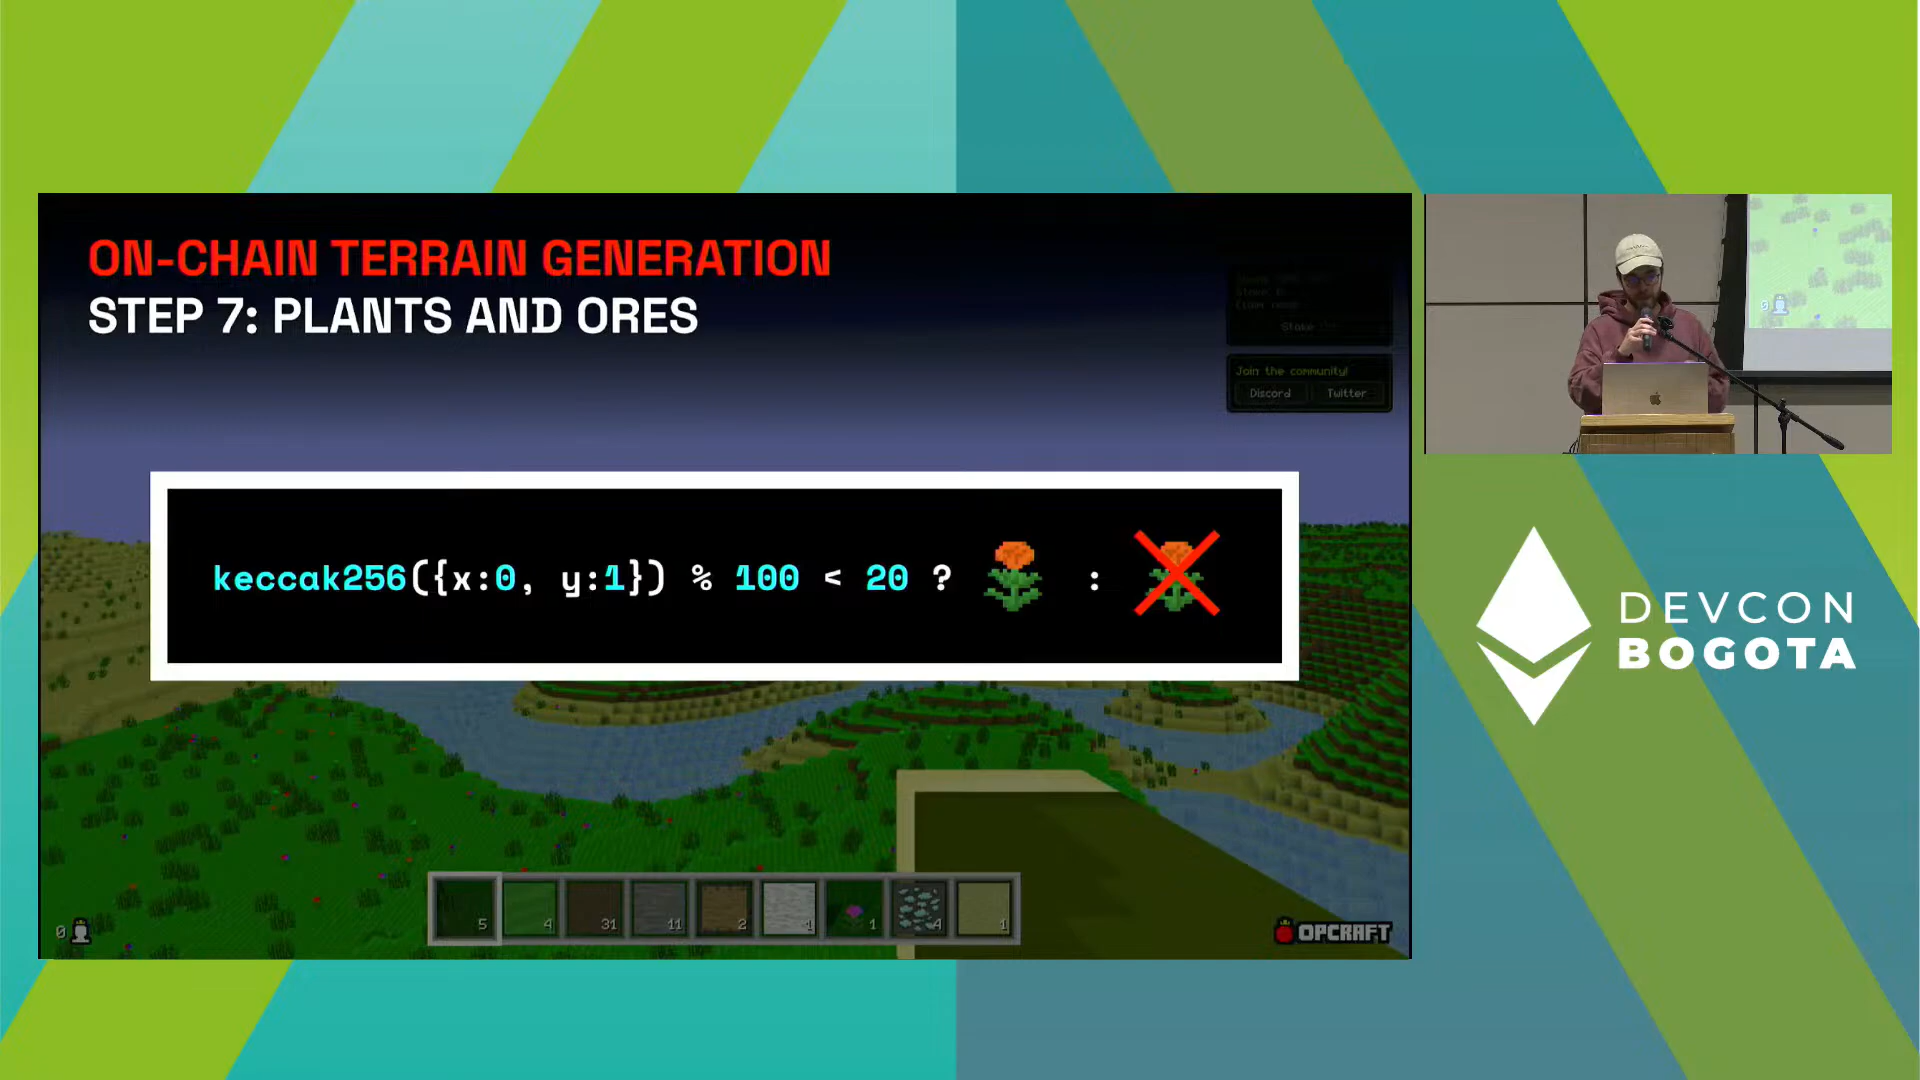 ON-CHAIN TERRAIN GENERATION
STEP 7: PLANTS AND ORES
Stake
Join the community!
Discord Twitter
keccak256({x:0, y:1}) % 100 < 20 ? :
5 4 31 11 2 1 1 4 1
0
OPCRAFT
DEVCON
BOGOTA